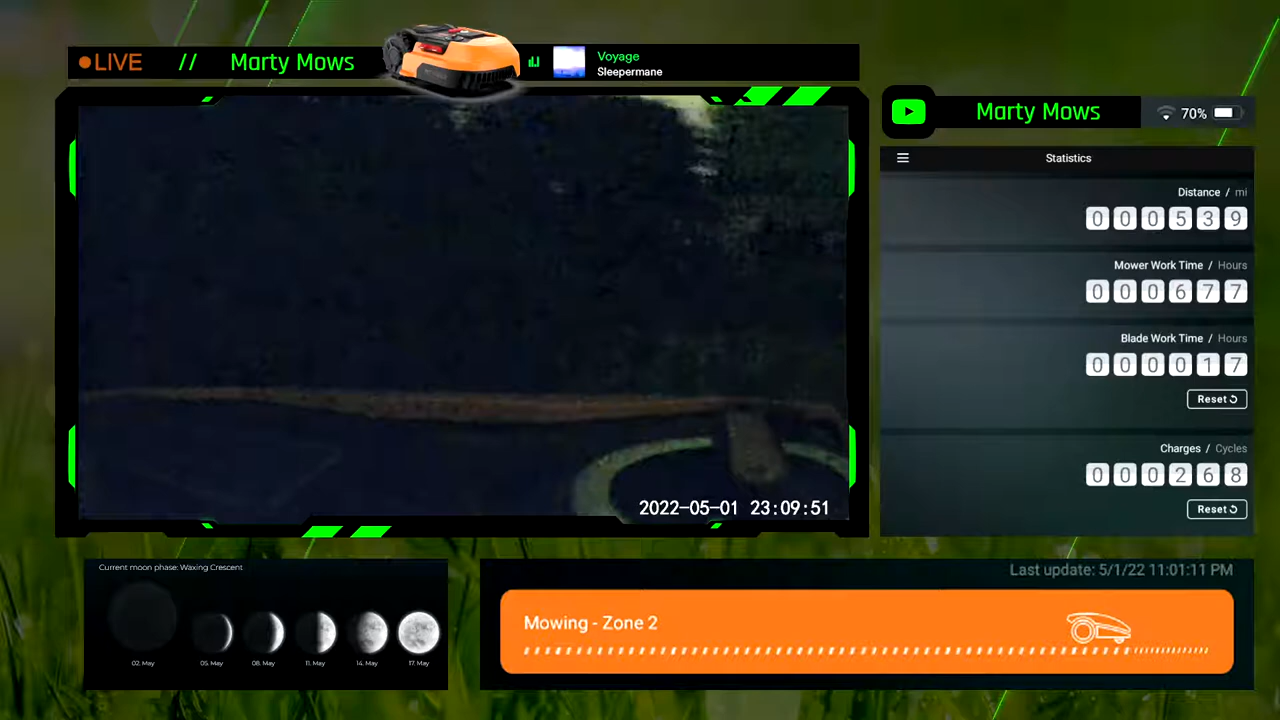 LIVE // Marty Mows
Voyage
Sleepermane
Marty Mows
70%
Statistics
Distance / mi
000539
Mower Work Time / Hours
000677
Blade Work Time / Hours
000017
Reset
Charges / Cycles
000268
Reset
2022-05-01 23:09:51
Current moon phase: Waxing Crescent
02. May 05. May 08. May 11. May 14. May 17. May
Last update: 5/1/22 11:01:11 PM
Mowing - Zone 2